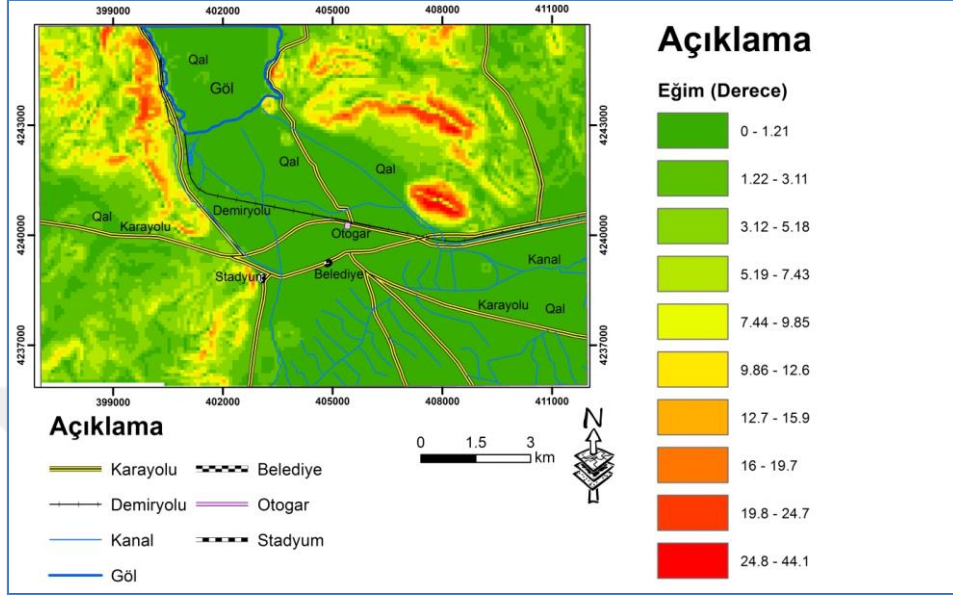 399000 402000 405000 408000 411000
4243000
4240000
4237000
4243000
4240000
4237000
Qal
Göl
Qal
Qal
Qal
Karayolu
Demiryolu
Otogar
Stadyum
Belediye
Kanal
Karayolu
Qal
399000 402000 405000 408000 411000
Açıklama
Karayolu
Belediye
Demiryolu
Otogar
Kanal
Stadyum
Göl
0 1.5 3
km
N
Açıklama
Eğim (Derece)
0 - 1.21
1.22 - 3.11
3.12 - 5.18
5.19 - 7.43
7.44 - 9.85
9.86 - 12.6
12.7 - 15.9
16 - 19.7
19.8 - 24.7
24.8 - 44.1